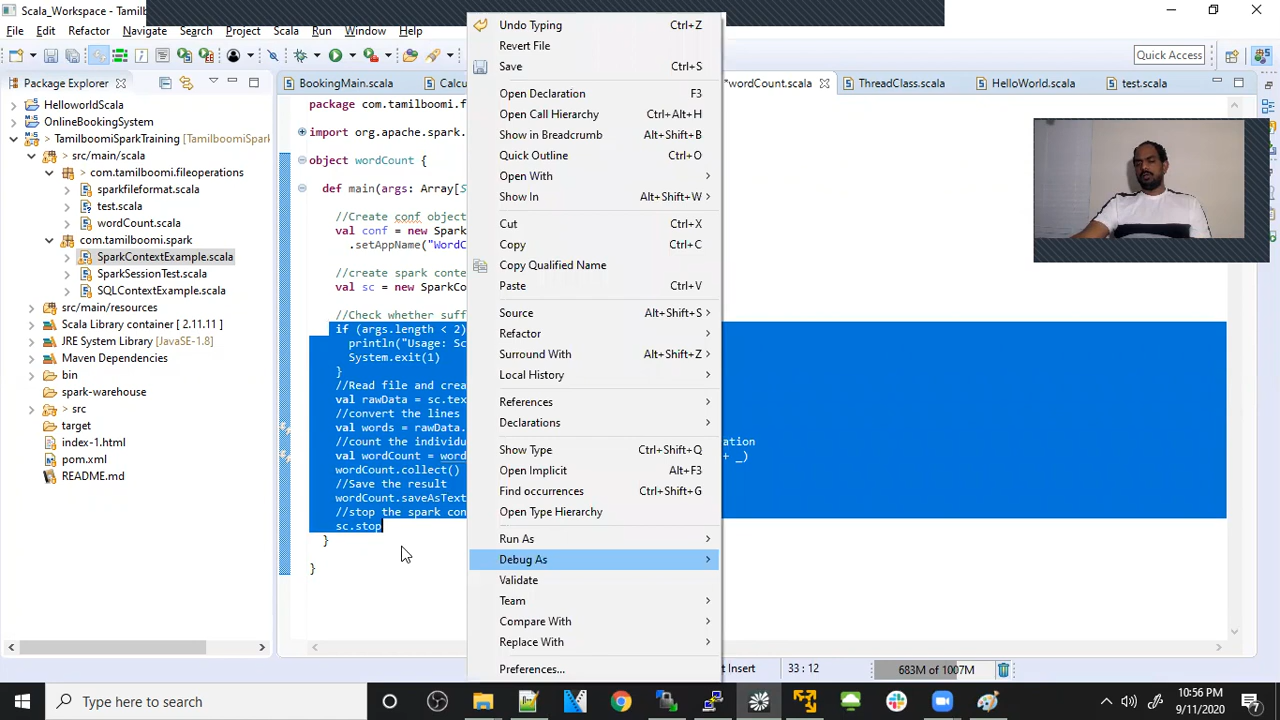 Scala_Workspace - Tamilb
File Edit Refactor Navigate Search Project Scala Run Window Help
Quick Access
Package Explorer
HelloworldScala
OnlineBookingSystem
> TamilboomiSparkTraining [TamilboomiSpar
> src/main/scala
> com.tamilboomi.fileoperations
sparkfileformat.scala
test.scala
wordCount.scala
com.tamilboomi.spark
SparkContextExample.scala
SparkSessionTest.scala
SQLContextExample.scala
src/main/resources
Scala Library container [ 2.11.11 ]
JRE System Library [JavaSE-1.8]
Maven Dependencies
bin
spark-warehouse
> src
target
index-1.html
pom.xml
README.md
BookingMain.scala
Calcu
*wordCount.scala
ThreadClass.scala
HelloWorld.scala
test.scala
package com.tamilboomi.f
import org.apache.spark.
object wordCount {
def main(args: Array[S
//Create conf object
val conf = new Spark
.setAppName("WordC
//create spark conte
val sc = new SparkCo
//Check whether suff
if (args.length < 2)
println("Usage: Sc
System.exit(1)
}
//Read file and crea
val rawData = sc.tex
//convert the lines
val words = rawData.
//count the individu ation
val wordCount = word + _)
wordCount.collect()
//Save the result
wordCount.saveAsText
//stop the spark con
sc.stop
}
}
Undo Typing Ctrl+Z
Revert File
Save Ctrl+S
Open Declaration F3
Open Call Hierarchy Ctrl+Alt+H
Show in Breadcrumb Alt+Shift+B
Quick Outline Ctrl+O
Open With
Show In Alt+Shift+W
Cut Ctrl+X
Copy Ctrl+C
Copy Qualified Name
Paste Ctrl+V
Source Alt+Shift+S
Refactor
Surround With Alt+Shift+Z
Local History
References
Declarations
Show Type Ctrl+Shift+Q
Open Implicit Alt+F3
Find occurrences Ctrl+Shift+G
Open Type Hierarchy
Run As
Debug As
Validate
Team
Compare With
Replace With
Preferences...
t Insert
33 : 12
683M of 1007M
Type here to search
10:56 PM
9/11/2020